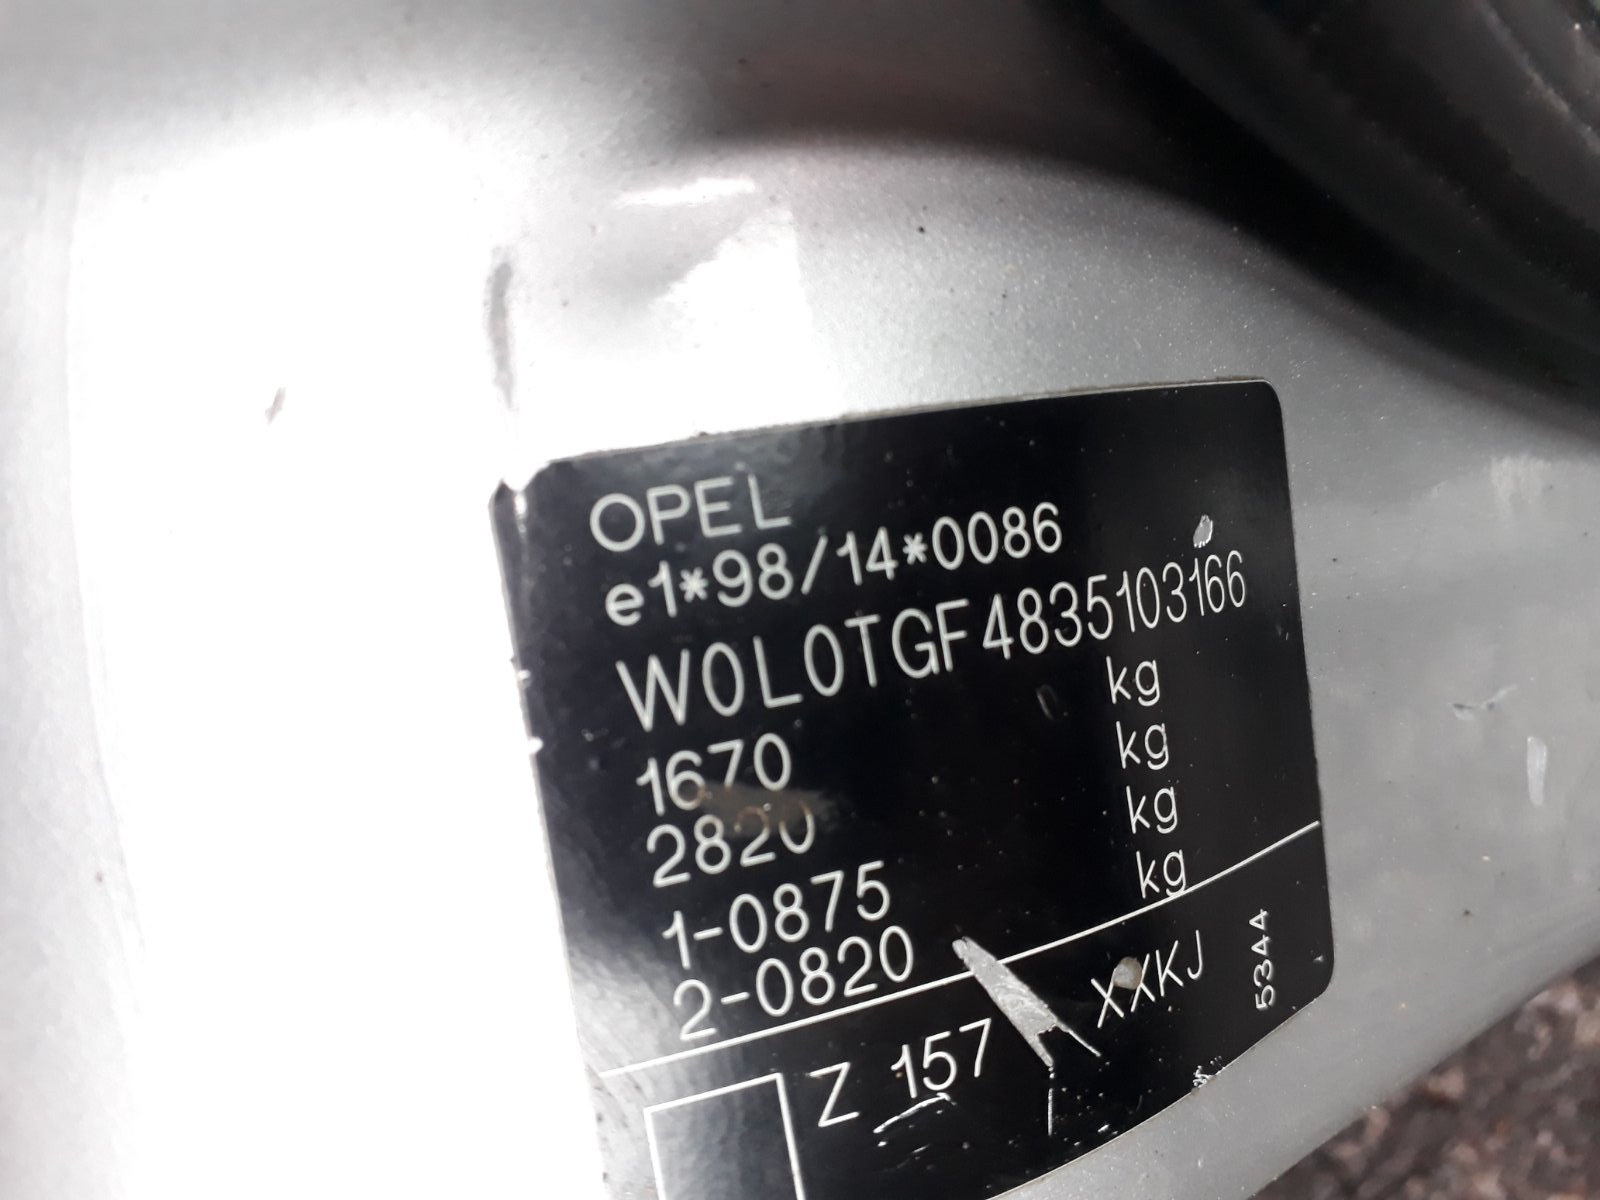 OPEL
e1*98/14*0086
W0L0TGF4835103166
1670 kg
2820 kg
1-0875 kg
2-0820 kg
Z 157 XXKJ
5344